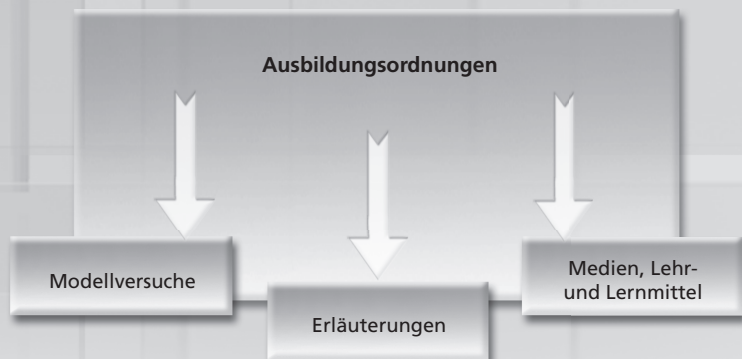 Ausbildungsordnungen
Modellversuche
Erläuterungen
Medien, Lehr-
und Lernmittel